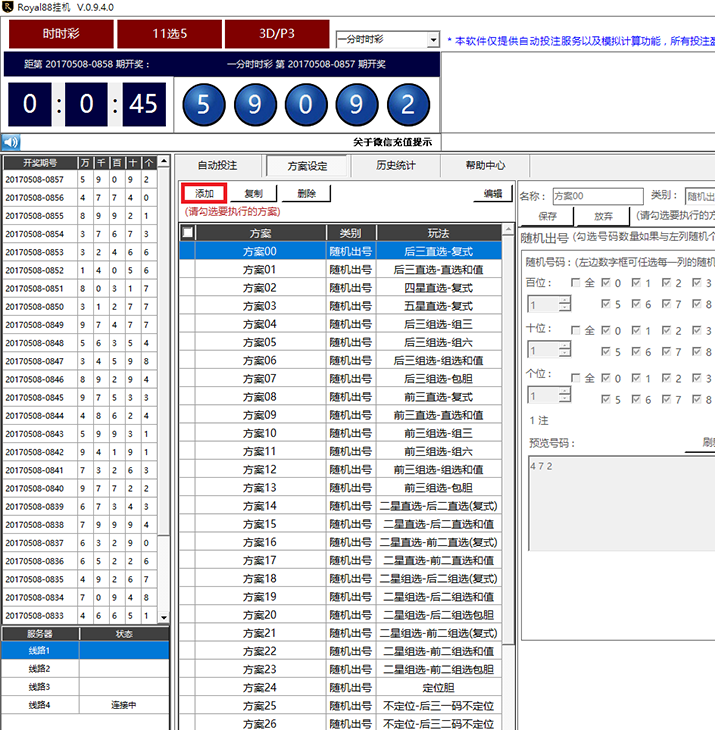 Royal88挂机 V.0.9.4.0
时时彩 11选5 3D/P3 一分时时彩
* 本软件仅提供自动投注服务以及模拟计算功能，所有投注盈
距第 20170508-0858 期开奖： 一分时时彩 第 20170508-0857 期开奖
0 : 0 : 45 5 9 0 9 2
关于微信充值提示
开奖期号 万 千 百 十 个
20170508-0857 5 9 0 9 2
20170508-0856 4 7 7 4 0
20170508-0855 8 9 9 2 1
20170508-0854 3 7 6 7 3
20170508-0853 3 2 4 6 6
20170508-0852 1 4 0 5 6
20170508-0851 8 0 3 1 7
20170508-0850 3 1 2 7 7
20170508-0849 9 7 4 7 7
20170508-0848 5 6 3 5 4
20170508-0847 3 4 5 9 8
20170508-0846 8 9 2 9 4
20170508-0845 9 7 5 3 3
20170508-0844 4 8 6 2 4
20170508-0843 5 9 9 3 1
20170508-0842 9 4 1 9 1
20170508-0841 7 3 2 6 3
20170508-0840 9 7 7 2 2
20170508-0839 6 7 3 4 3
20170508-0838 7 9 9 9 4
20170508-0837 6 3 2 9 0
20170508-0836 6 5 2 2 6
20170508-0835 4 9 2 6 7
20170508-0834 7 0 9 4 8
20170508-0833 4 6 6 5 1
服务器 状态
线路1
线路2
线路3
线路4 连接中
自动投注 方案设定 历史统计 帮助中心
添加 复制 删除 编辑
(请勾选要执行的方案)
方案 类别 玩法
方案00 随机出号 后三直选-复式
方案01 随机出号 后三直选-直选和值
方案02 随机出号 四星直选-复式
方案03 随机出号 五星直选-复式
方案04 随机出号 后三组选-组三
方案05 随机出号 后三组选-组六
方案06 随机出号 后三组选-组选和值
方案07 随机出号 后三组选-包胆
方案08 随机出号 前三直选-复式
方案09 随机出号 前三直选-直选和值
方案10 随机出号 前三组选-组三
方案11 随机出号 前三组选-组六
方案12 随机出号 前三组选-组选和值
方案13 随机出号 前三组选-包胆
方案14 随机出号 二星直选-后二直选(复式)
方案15 随机出号 二星直选-后二直选和值
方案16 随机出号 二星直选-前二直选(复式)
方案17 随机出号 二星直选-前二直选和值
方案18 随机出号 二星组选-后二组选(复式)
方案19 随机出号 二星组选-后二组选和值
方案20 随机出号 二星组选-后二组选包胆
方案21 随机出号 二星组选-前二组选(复式)
方案22 随机出号 二星组选-前二组选和值
方案23 随机出号 二星组选-前二组选包胆
方案24 随机出号 定位胆
方案25 随机出号 不定位-后三一码不定位
方案26 随机出号 不定位-后三二码不定位
名称： 方案00 类别： 随机出
保存 放弃 (请勾选要执行的方
随机出号 (勾选号码数量如果与左列随机个
随机号码：(左边数字框可任选每一列的随机
百位： 全 0 1 2 3
1 5 6 7 8
十位： 全 0 1 2 3
1 5 6 7 8
个位： 全 0 1 2 3
1 5 6 7 8
1 注
预览号码： 刷
4 7 2